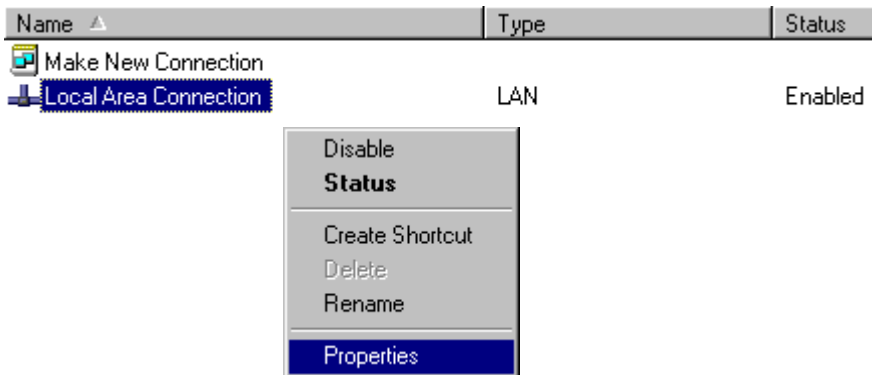 Name Type Status
Make New Connection
Local Area Connection LAN Enabled
Disable
Status
Create Shortcut
Delete
Rename
Properties